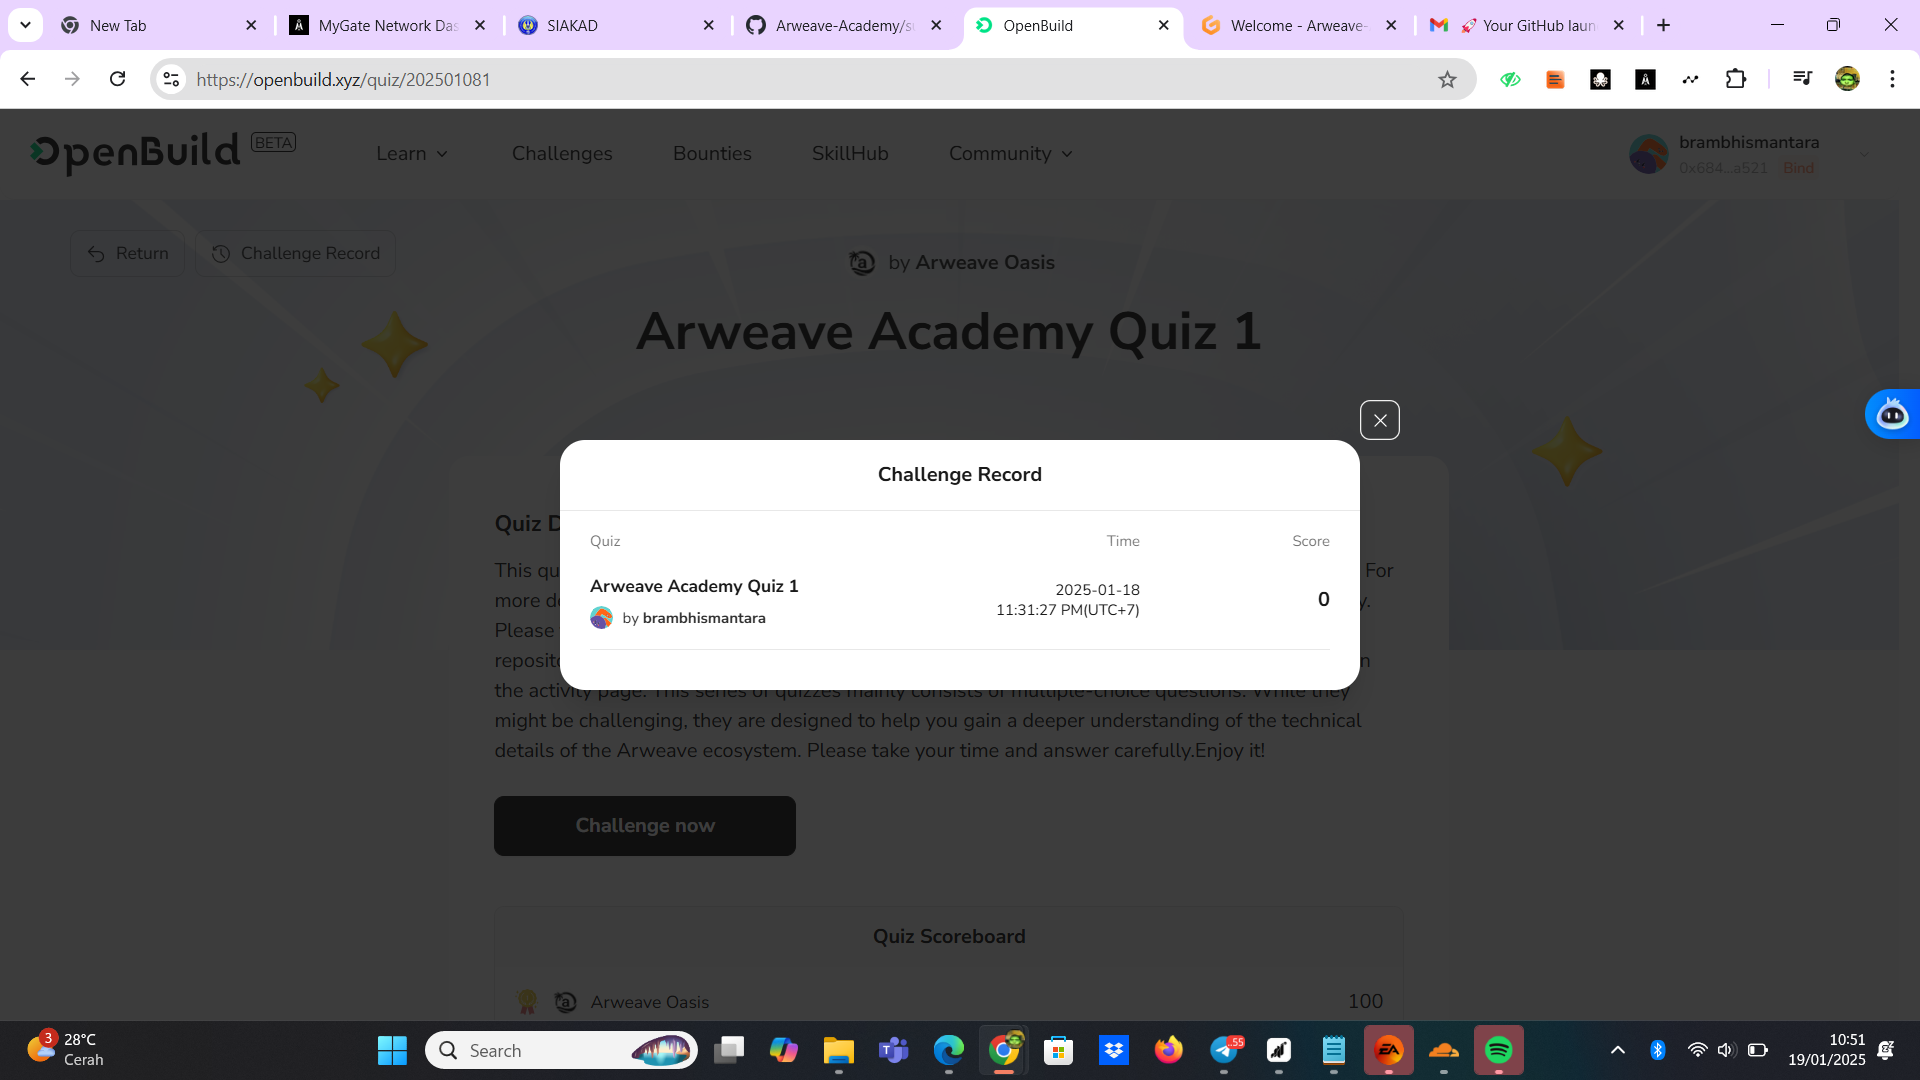 New Tab
MyGate Network Das
SIAKAD
Arweave-Academy/su
OpenBuild
Welcome - Arweave-
🚀 Your GitHub laun
https://openbuild.xyz/quiz/202501081
OpenBuild BETA
Learn
Challenges
Bounties
SkillHub
Community
brambhismantara
0x684...a521 Bind
Return
Challenge Record
by Arweave Oasis
Arweave Academy Quiz 1
Challenge Record
Quiz Time Score
Arweave Academy Quiz 1
by brambhismantara
2025-01-18
11:31:27 PM(UTC+7)
0
Quiz D
This qu For
more d y.
Please
reposito n
the activity page. This series of quizzes mainly consists of multiple-choice questions. While they
might be challenging, they are designed to help you gain a deeper understanding of the technical
details of the Arweave ecosystem. Please take your time and answer carefully.Enjoy it!
Challenge now
Quiz Scoreboard
Arweave Oasis 100
3
28°C
Cerah
Search
55
10:51
19/01/2025